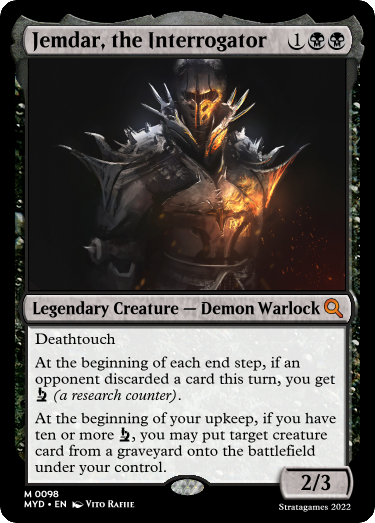 Jemdar, the Interrogator 1
Legendary Creature — Demon Warlock
Deathtouch
At the beginning of each end step, if an
opponent discarded a card this turn, you get
(a research counter).
At the beginning of your upkeep, if you have
ten or more , you may put target creature
card from a graveyard onto the battlefield
under your control.
2/3
M 0098
MYD • EN Vito Rafiie
Stratagames 2022